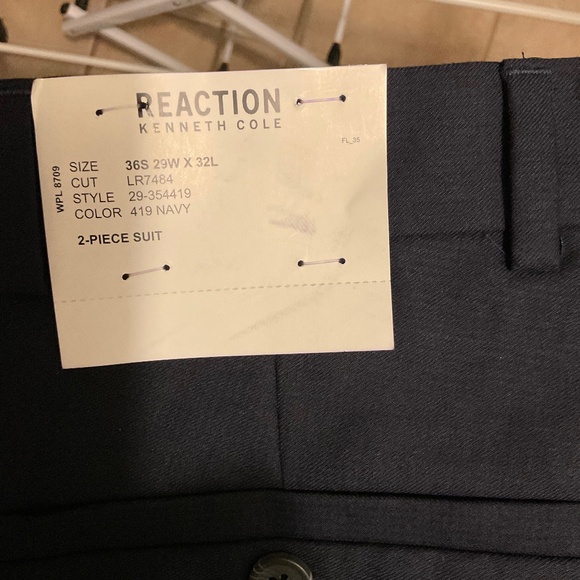 REACTION
KENNETH COLE
FL_35
WPL 8709
SIZE 36S 29W X 32L
CUT LR7484
STYLE 29-354419
COLOR 419 NAVY
2-PIECE SUIT